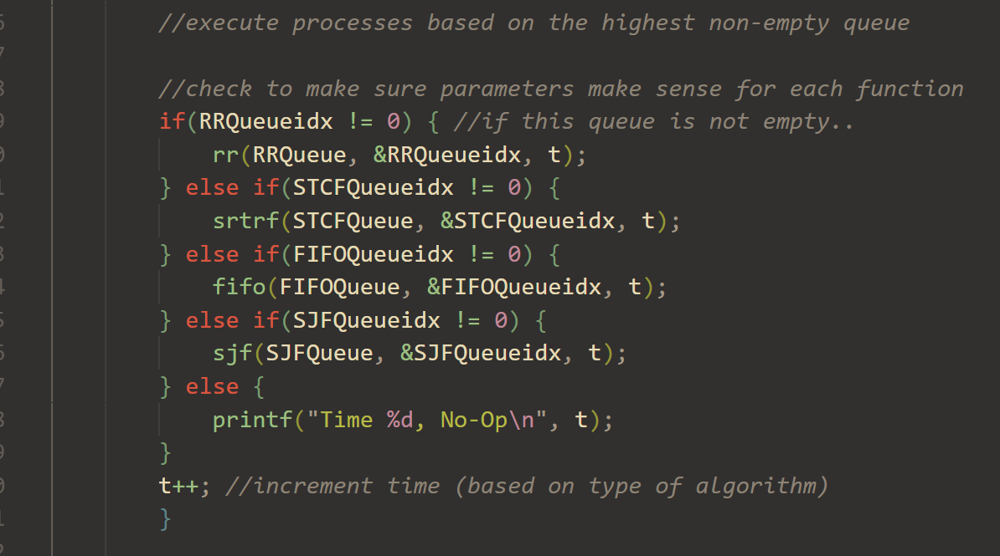 //execute processes based on the highest non-empty queue
//check to make sure parameters make sense for each function
if(RRQueueidx != 0) { //if this queue is not empty..
rr(RRQueue, &RRQueueidx, t);
} else if(STCFQueueidx != 0) {
srtrf(STCFQueue, &STCFQueueidx, t);
} else if(FIFOQueueidx != 0) {
fifo(FIFOQueue, &FIFOQueueidx, t);
} else if(SJFQueueidx != 0) {
sjf(SJFQueue, &SJFQueueidx, t);
} else {
printf("Time %d, No-Op\n", t);
}
t++; //increment time (based on type of algorithm)
}